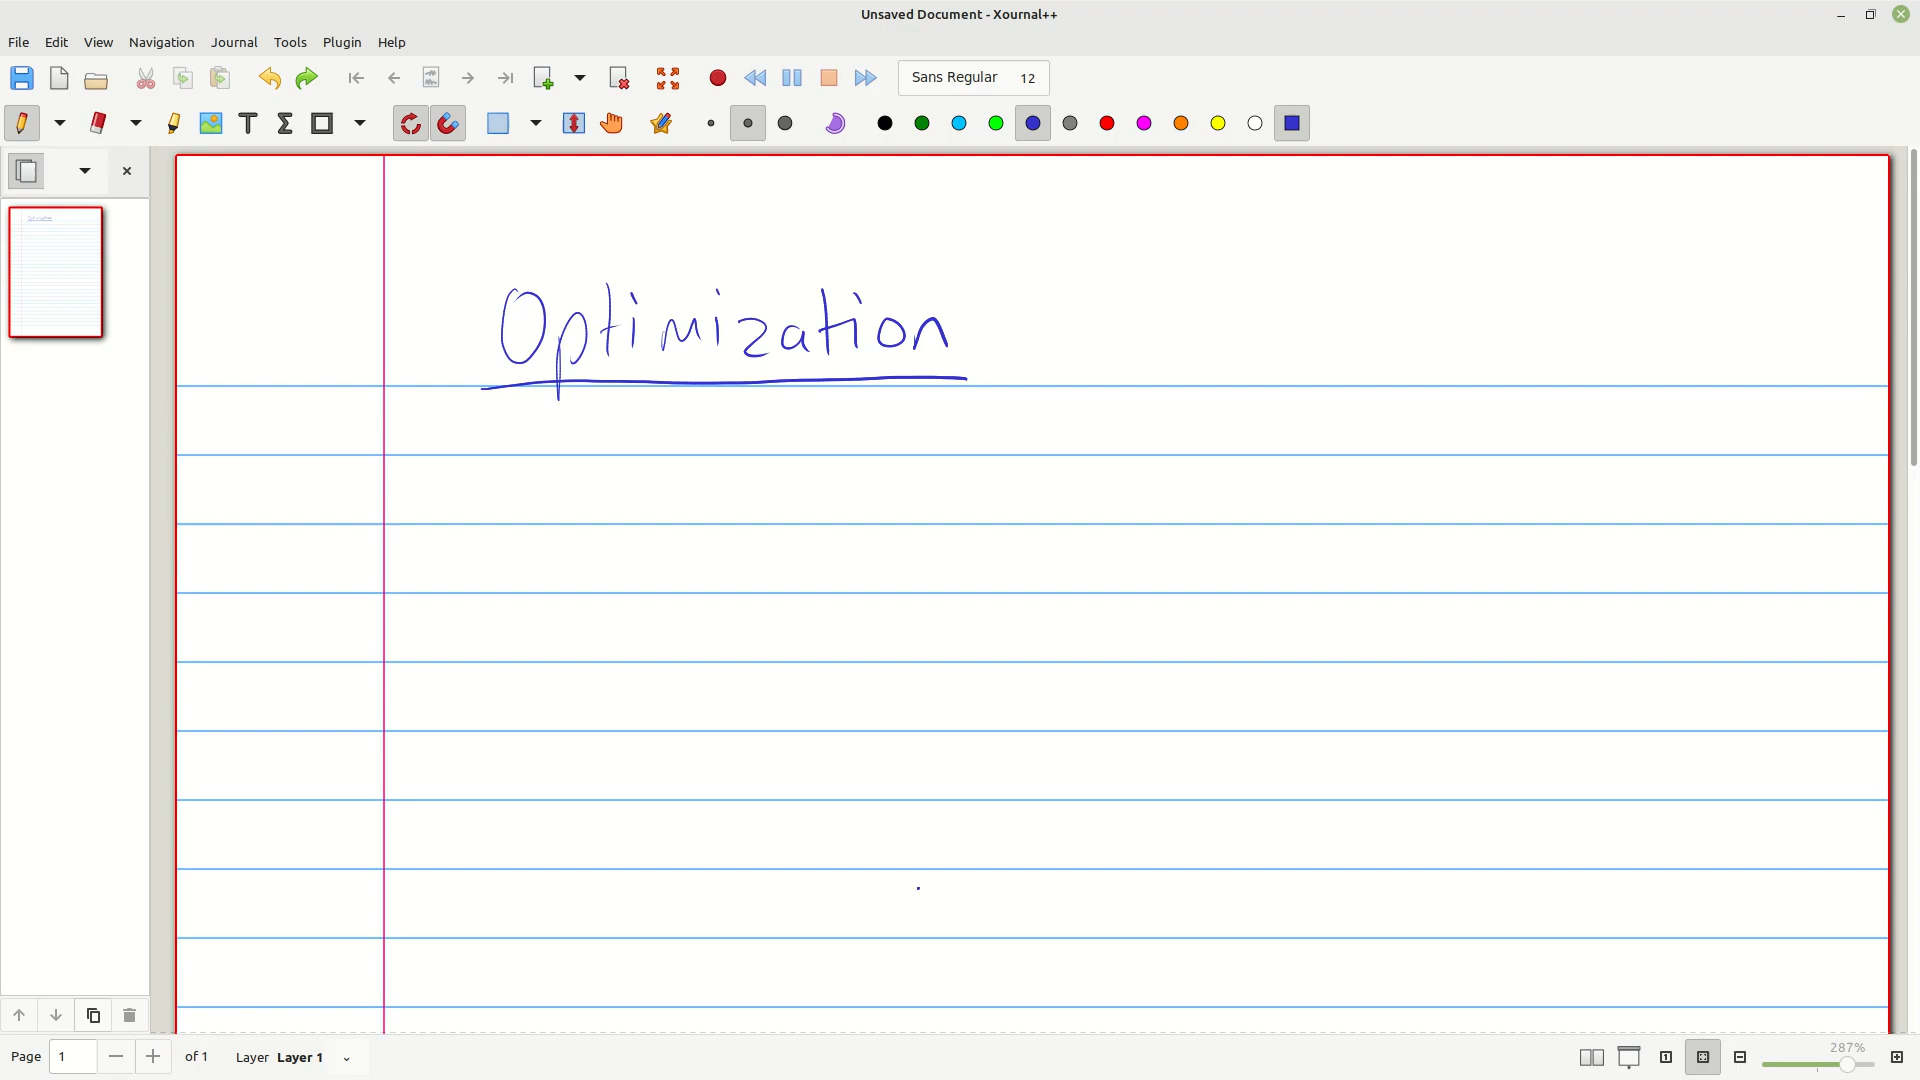 Unsaved Document - Xournal++
File Edit View Navigation Journal Tools Plugin Help
Sans Regular 12
Optimization
287%
Page 1 of 1 Layer Layer 1